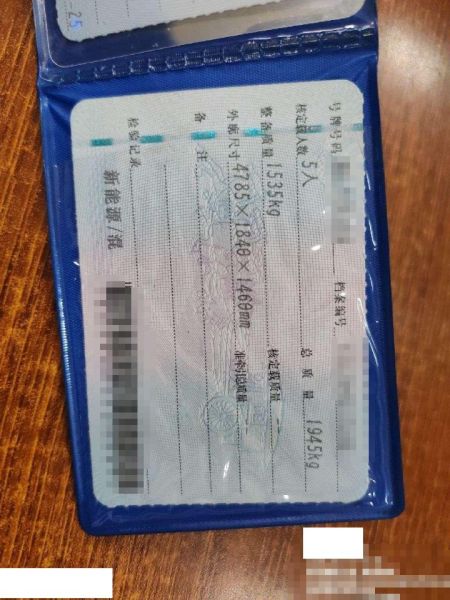 号牌号码 档案编号
核定载人数 5人 总质量 1945kg
整备质量 1535kg 核定载质量 --
外廓尺寸 4785×1840×1460mm 准牵引总质量
备注
检验记录
新能源/混
25